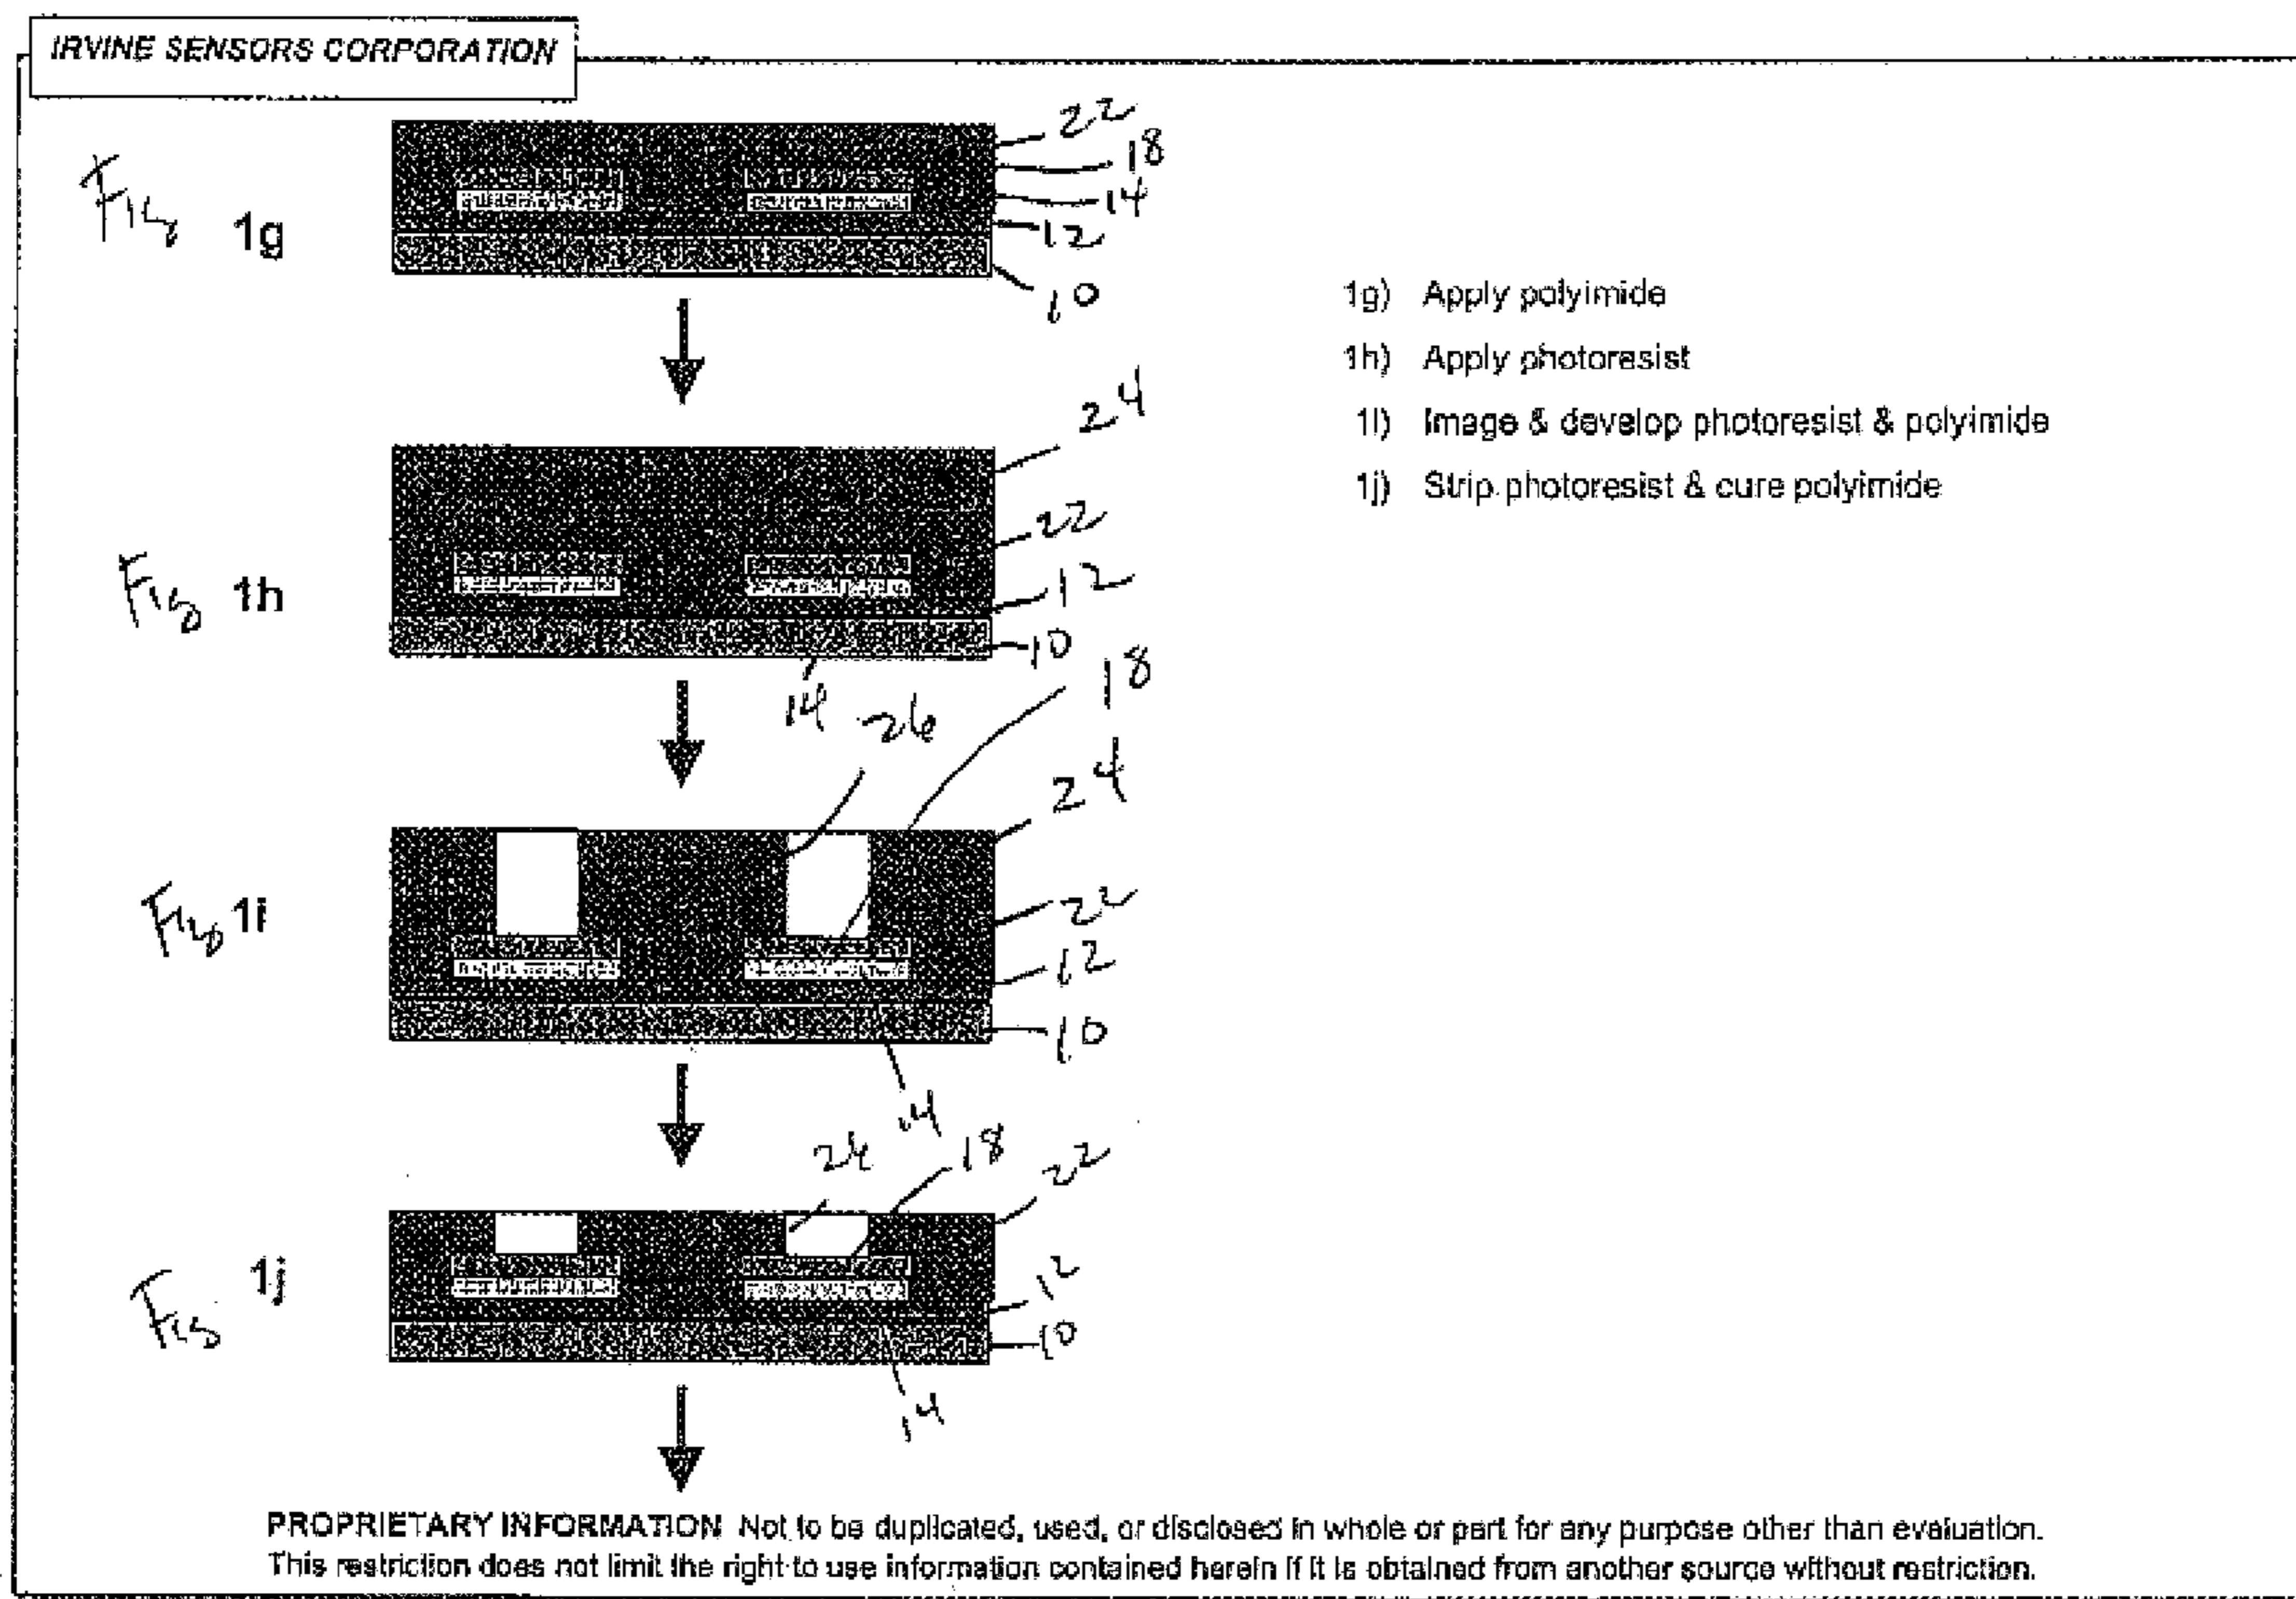 IRVINE SENSORS CORPORATION
Fig 1g
22
18
14
12
10
1g) Apply polyimide
1h) Apply photoresist
1l) Image & develop photoresist & polyimide
1j) Strip photoresist & cure polyimide
Fig 1h
24
22
12
10
14
Fig 1i
26
18
24
22
12
10
14
Fig 1j
26
18
22
12
10
14
PROPRIETARY INFORMATION Not to be duplicated, used, or disclosed in whole or part for any purpose other than evaluation.
This restriction does not limit the right to use information contained herein if it is obtained from another source without restriction.